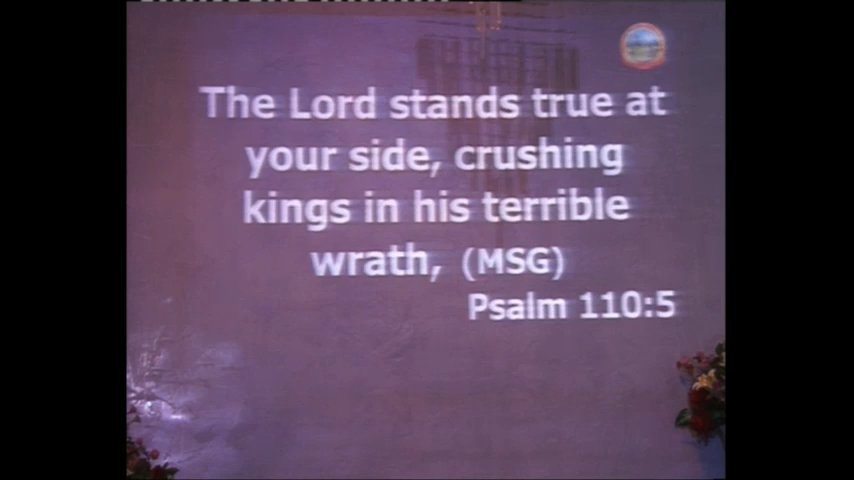 The Lord stands true at
your side, crushing
kings in his terrible
wrath, (MSG)
Psalm 110:5